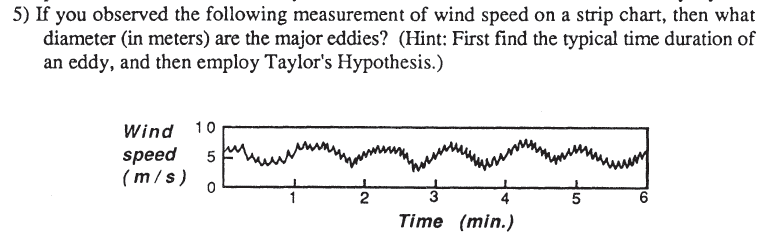 5) If you observed the following measurement of wind speed on a strip chart, then what
diameter (in meters) are the major eddies? (Hint: First find the typical time duration of
an eddy, and then employ Taylor's Hypothesis.)
Wind 10
speed 5
(m/s) 0
1 2 3 4 5 6
Time (min.)